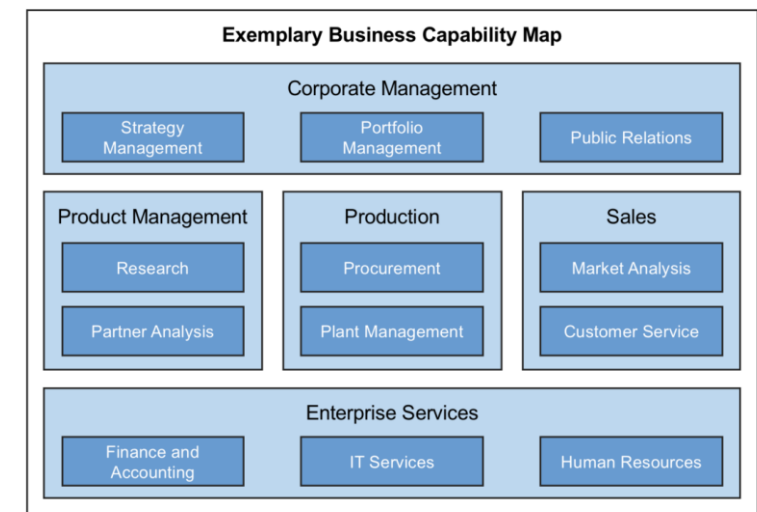 Exemplary Business Capability Map
Corporate Management
Strategy
Management
Portfolio
Management
Public Relations
Product Management
Research
Partner Analysis
Production
Procurement
Plant Management
Sales
Market Analysis
Customer Service
Enterprise Services
Finance and
Accounting
IT Services
Human Resources